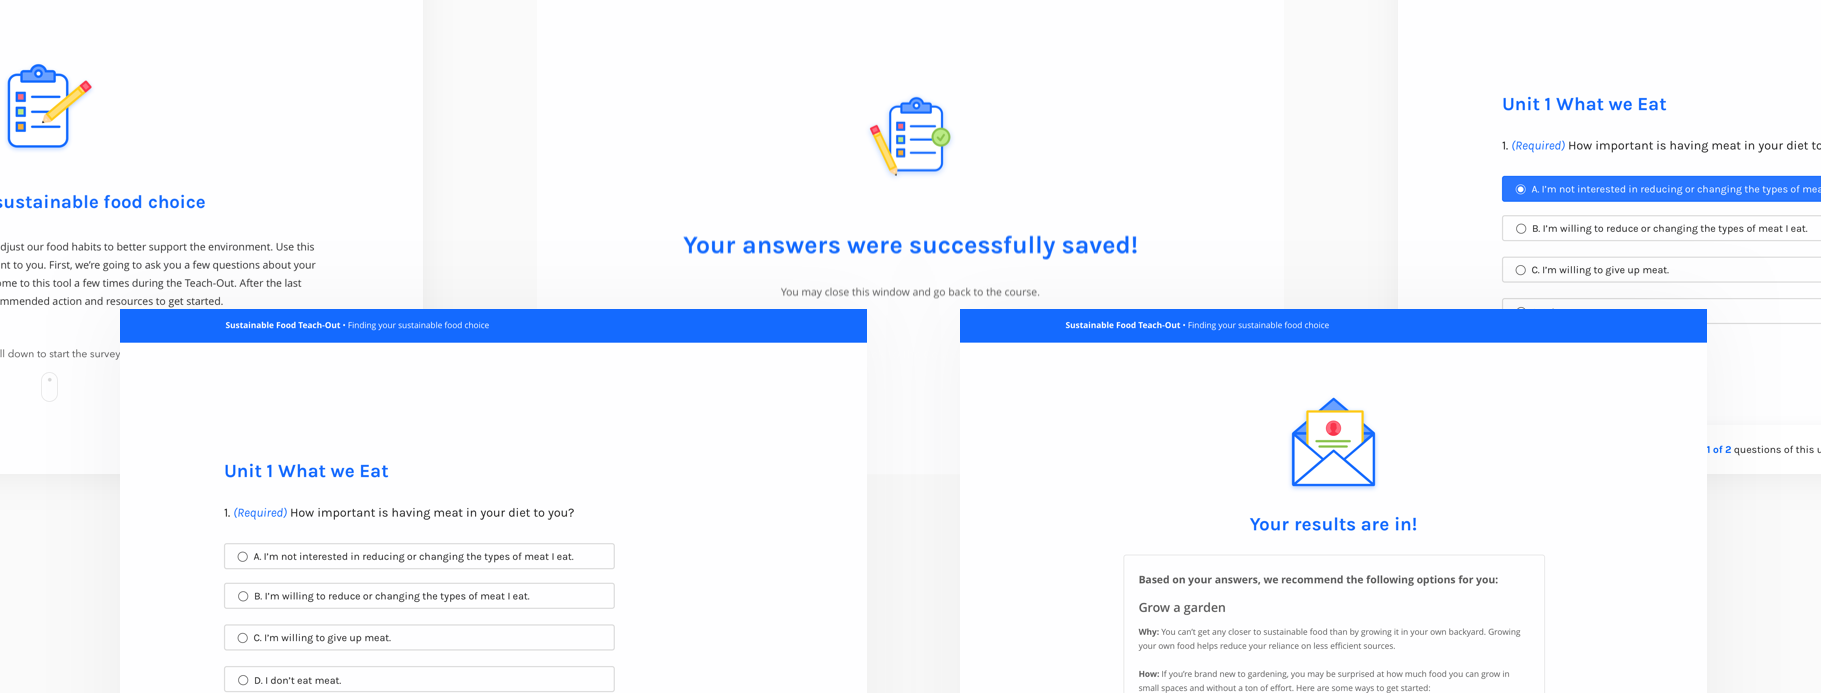 sustainable food choice
djust our food habits to better support the environment. Use this
nt to you. First, we're going to ask you a few questions about your
ome to this tool a few times during the Teach-Out. After the last
mmended action and resources to get started.
ll down to start the survey
Your answers were successfully saved!
You may close this window and go back to the course.
Unit 1 What we Eat
1. (Required) How important is having meat in your diet to
A. I'm not interested in reducing or changing the types of mea
B. I'm willing to reduce or changing the types of meat I eat.
C. I'm willing to give up meat.
1 of 2 questions of this u
Sustainable Food Teach-Out • Finding your sustainable food choice
Unit 1 What we Eat
1. (Required) How important is having meat in your diet to you?
A. I'm not interested in reducing or changing the types of meat I eat.
B. I'm willing to reduce or changing the types of meat I eat.
C. I'm willing to give up meat.
D. I don't eat meat.
Sustainable Food Teach-Out • Finding your sustainable food choice
Your results are in!
Based on your answers, we recommend the following options for you:
Grow a garden
Why: You can't get any closer to sustainable food than by growing it in your own backyard. Growing
your own food helps reduce your reliance on less efficient sources.
How: If you're brand new to gardening, you may be surprised at how much food you can grow in
small spaces and without a ton of effort. Here are some ways to get started: